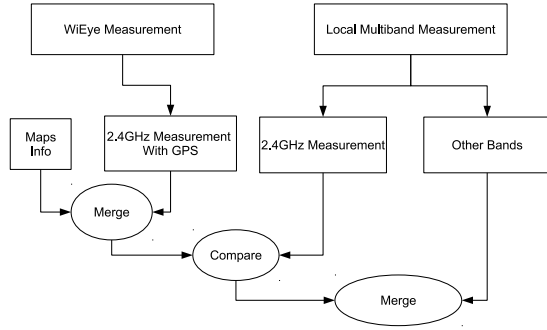 WiEye Measurement
Local Multiband Measurement
Maps
Info
2.4GHz Measurement
With GPS
2.4GHz Measurement
Other Bands
Merge
Compare
Merge